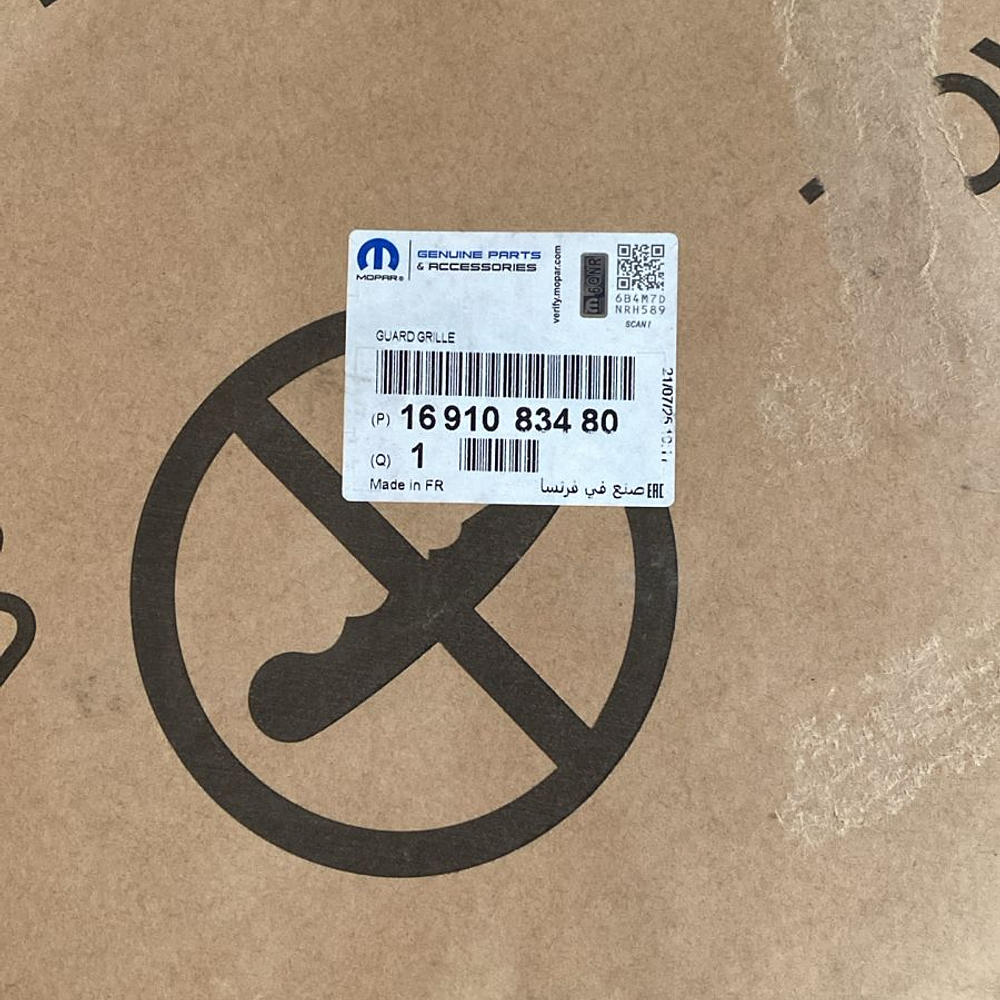 MOPAR®
GENUINE PARTS
& ACCESSORIES
verify.mopar.com
6B4M7D
NRH589
SCAN!
GUARD GRILLE
(P) 16 910 834 80
(Q) 1
Made in FR
صنع في فرنسا EAC